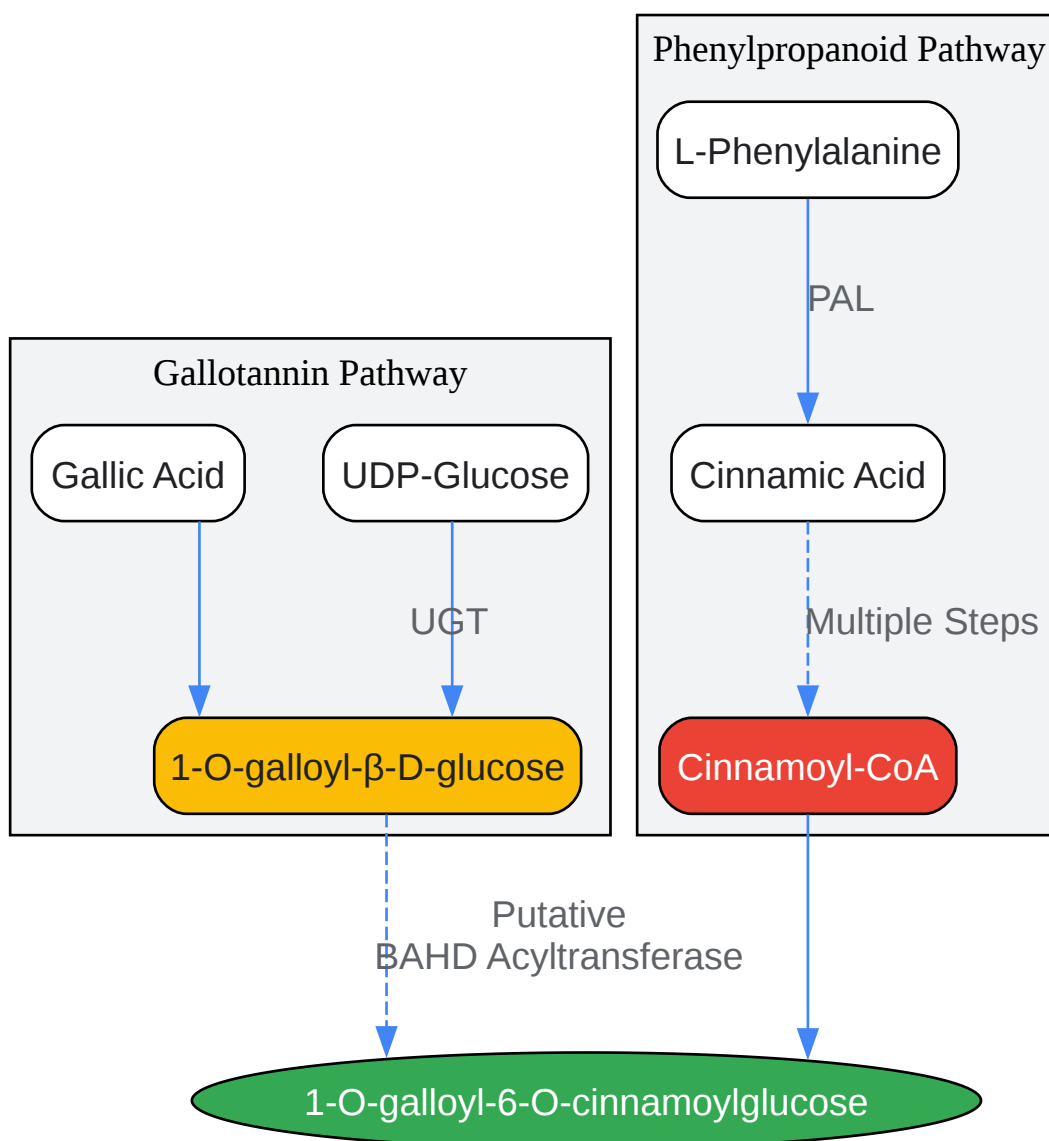 Phenylpropanoid Pathway
L-Phenylalanine
PAL
Gallotannin Pathway
Gallic Acid
UDP-Glucose
Cinnamic Acid
UGT
Multiple Steps
1-O-galloyl-β-D-glucose
Cinnamoyl-CoA
Putative
BAHD Acyltransferase
1-O-galloyl-6-O-cinnamoylglucose